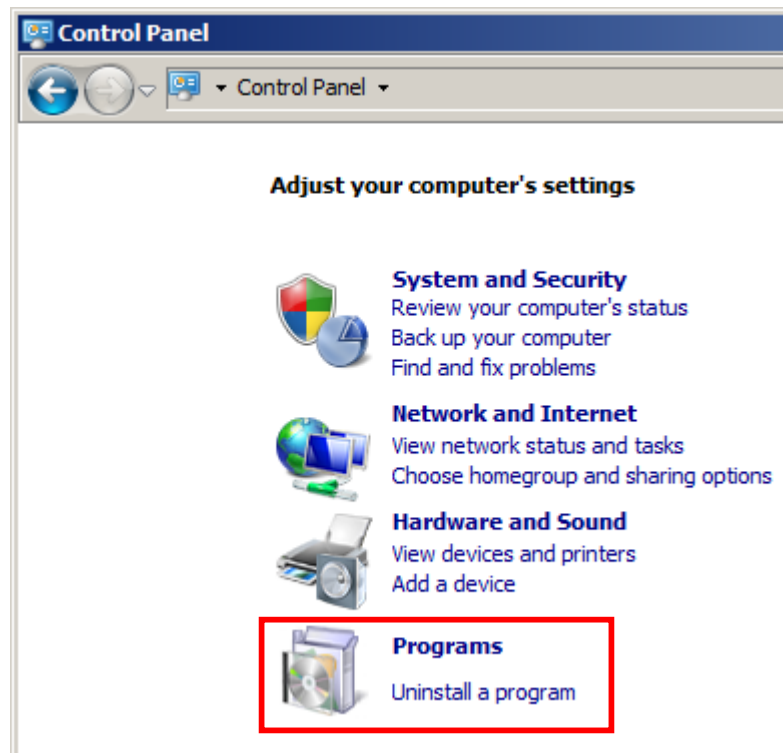 Control Panel
Control Panel
Adjust your computer's settings
System and Security
Review your computer's status
Back up your computer
Find and fix problems
Network and Internet
View network status and tasks
Choose homegroup and sharing options
Hardware and Sound
View devices and printers
Add a device
Programs
Uninstall a program